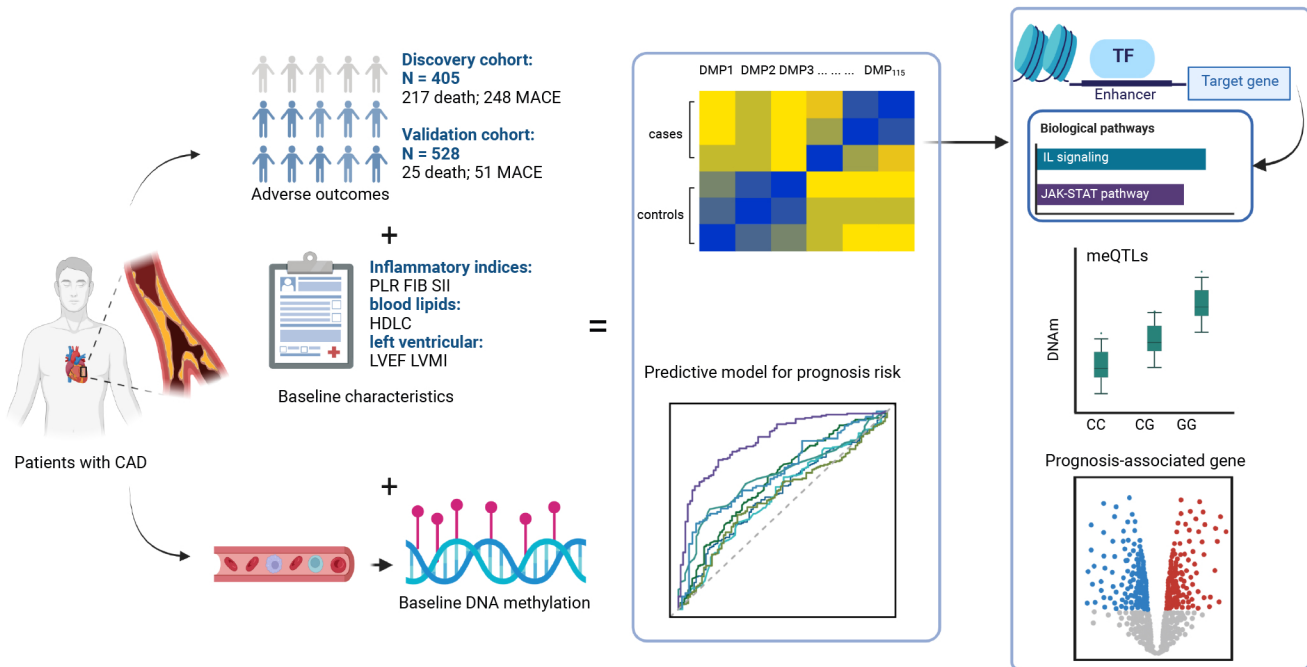 Discovery cohort:
N = 405
217 death; 248 MACE
Validation cohort:
N = 528
25 death; 51 MACE
Adverse outcomes
+
Inflammatory indices:
PLR FIB SII
blood lipids:
HDLC
left ventricular:
LVEF LVMI
Baseline characteristics
Patients with CAD
+
Baseline DNA methylation
=
DMP1 DMP2 DMP3 ... ... ... DMP115
cases
controls
Predictive model for prognosis risk
TF
Enhancer
Target gene
Biological pathways
IL signaling
JAK-STAT pathway
meQTLs
DNAm
CC CG GG
Prognosis-associated gene